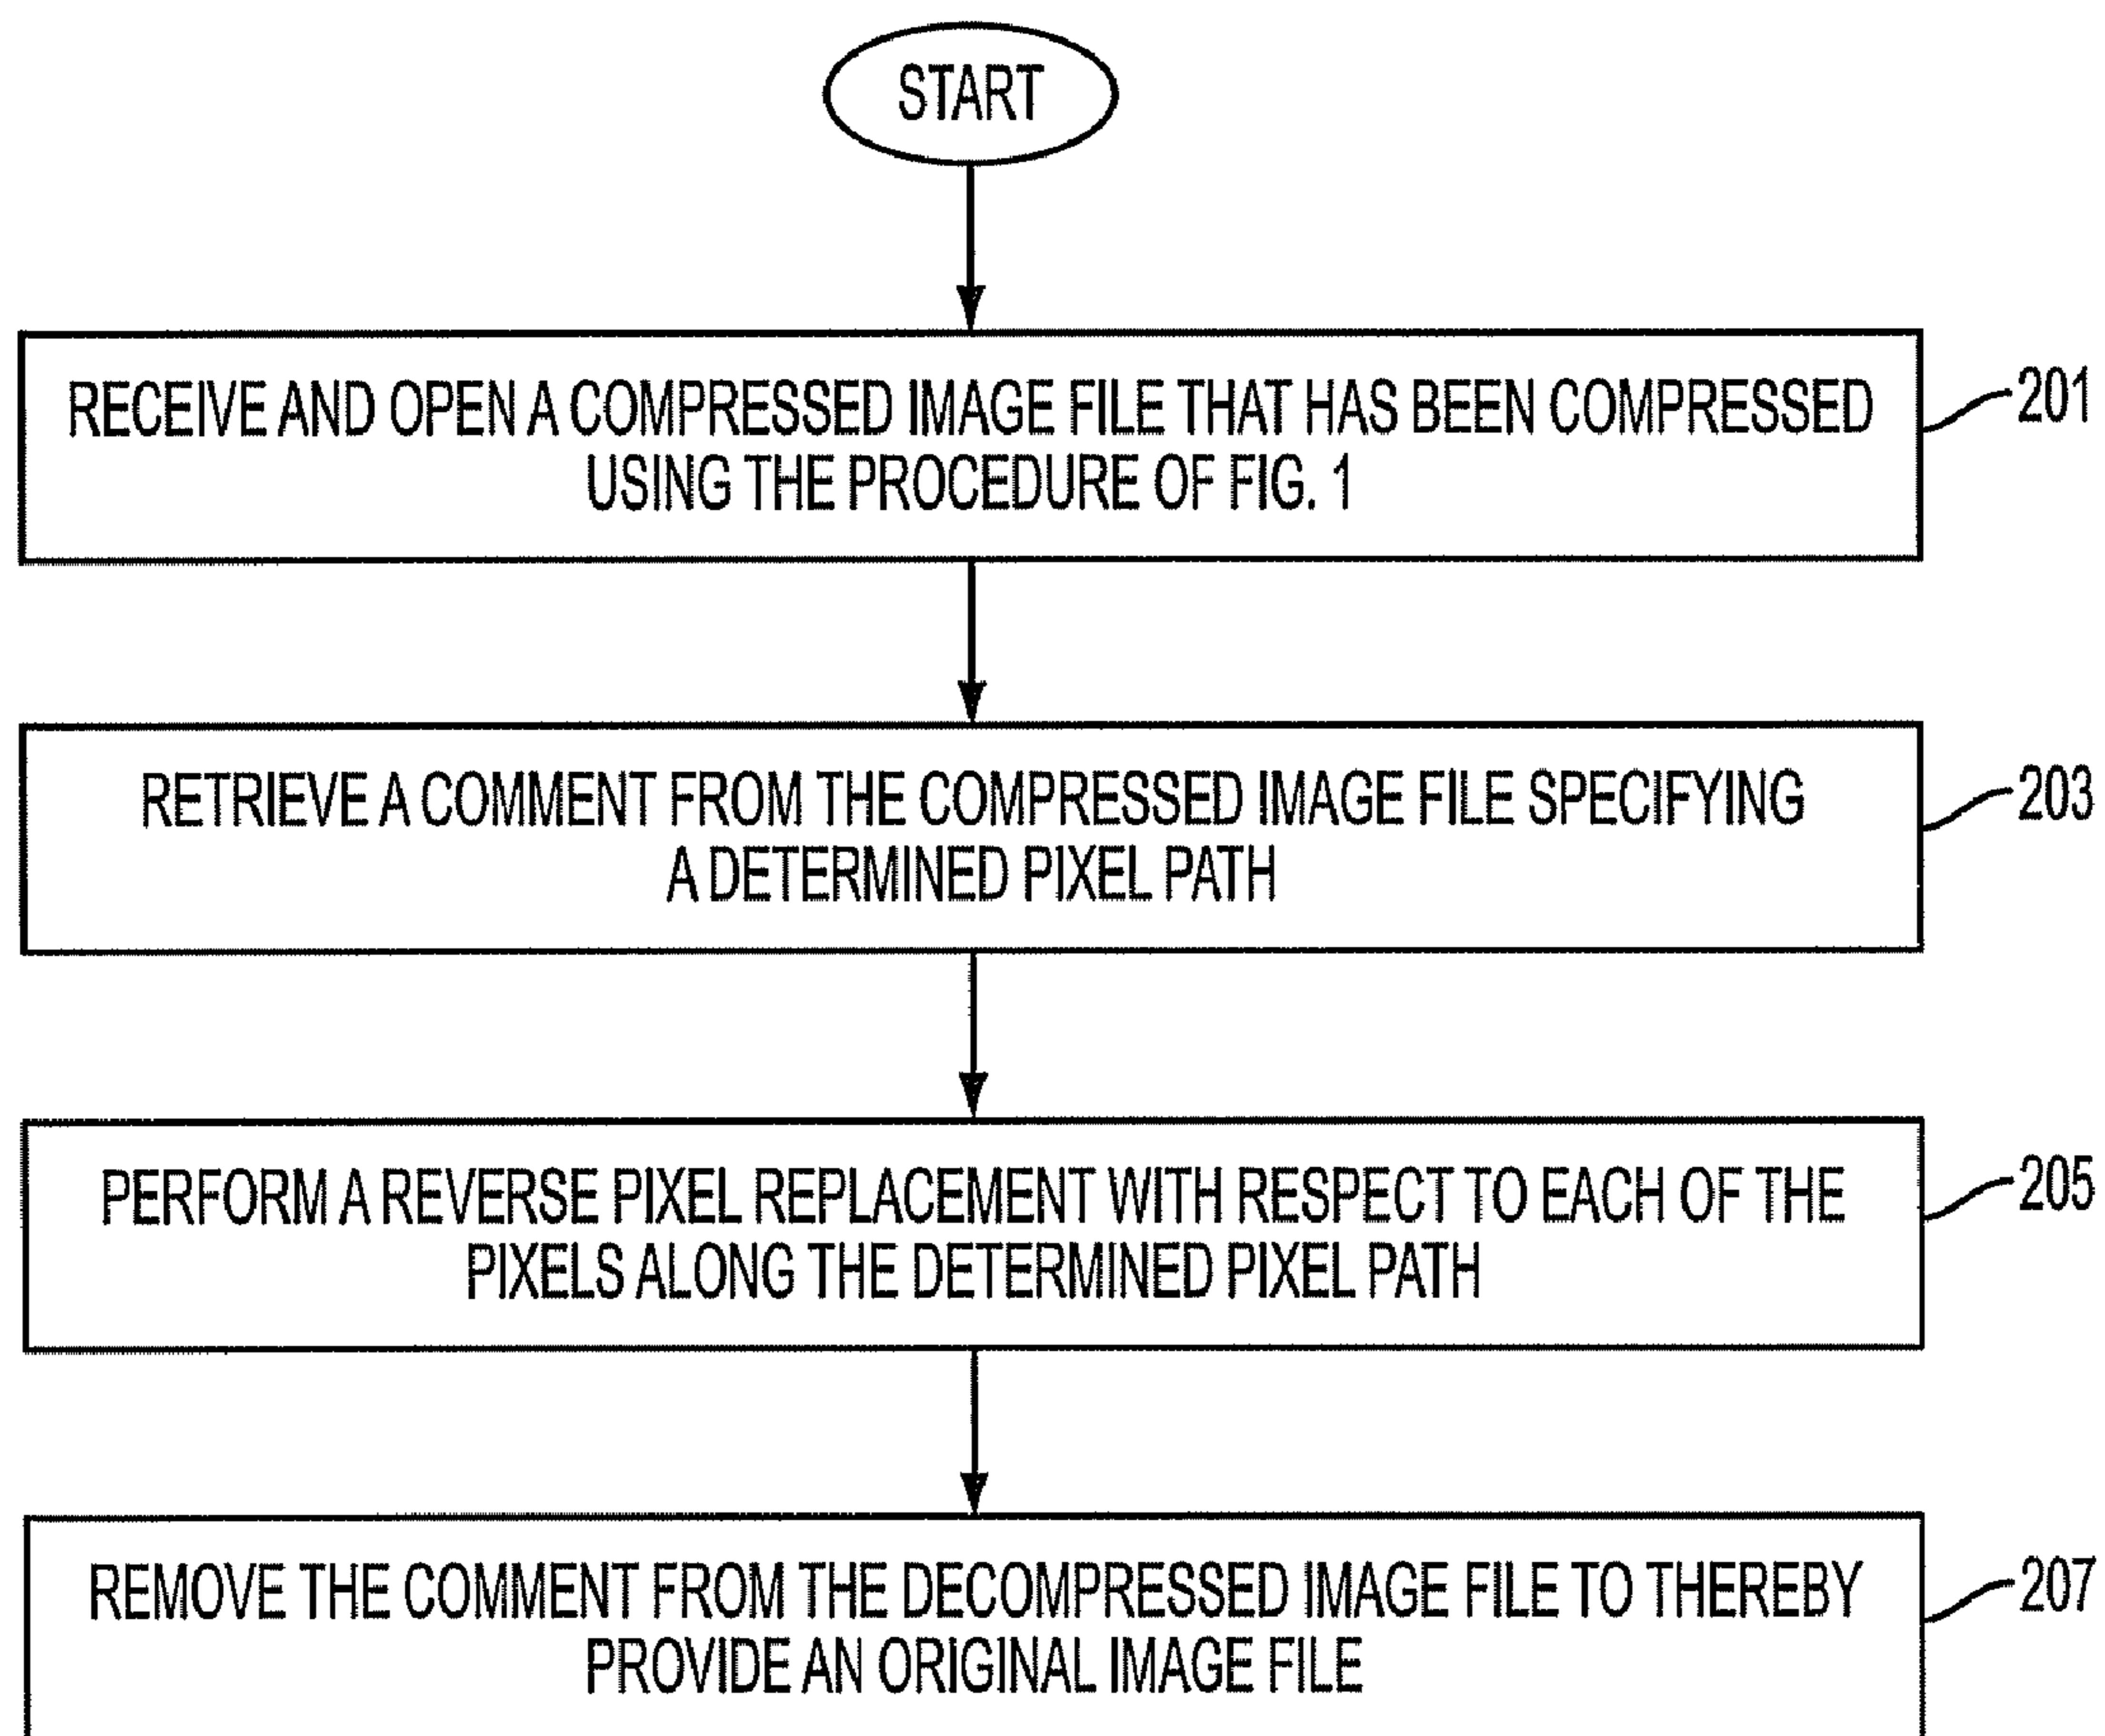 START
RECEIVE AND OPEN A COMPRESSED IMAGE FILE THAT HAS BEEN COMPRESSED
USING THE PROCEDURE OF FIG. 1
201
RETRIEVE A COMMENT FROM THE COMPRESSED IMAGE FILE SPECIFYING
A DETERMINED PIXEL PATH
203
PERFORM A REVERSE PIXEL REPLACEMENT WITH RESPECT TO EACH OF THE
PIXELS ALONG THE DETERMINED PIXEL PATH
205
REMOVE THE COMMENT FROM THE DECOMPRESSED IMAGE FILE TO THEREBY
PROVIDE AN ORIGINAL IMAGE FILE
207